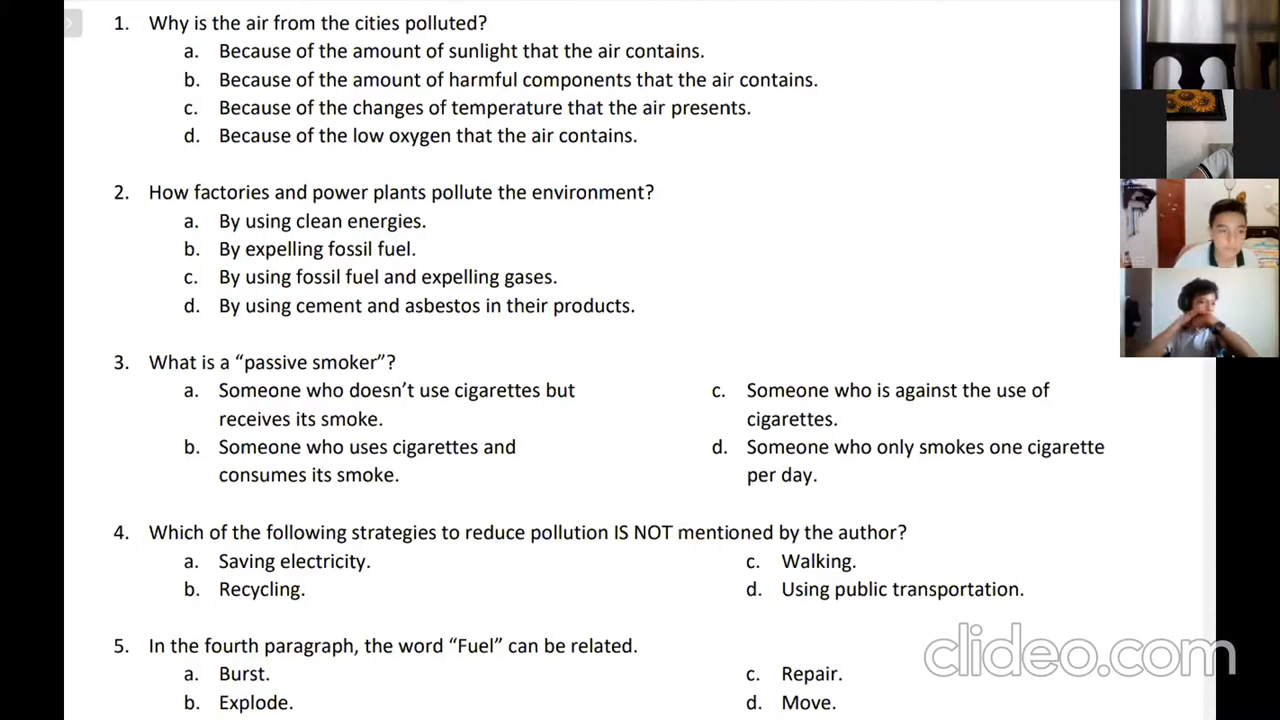 1. Why is the air from the cities polluted?
a. Because of the amount of sunlight that the air contains.
b. Because of the amount of harmful components that the air contains.
c. Because of the changes of temperature that the air presents.
d. Because of the low oxygen that the air contains.
2. How factories and power plants pollute the environment?
a. By using clean energies.
b. By expelling fossil fuel.
c. By using fossil fuel and expelling gases.
d. By using cement and asbestos in their products.
3. What is a “passive smoker”?
a. Someone who doesn’t use cigarettes but
receives its smoke.
b. Someone who uses cigarettes and
consumes its smoke.
c. Someone who is against the use of
cigarettes.
d. Someone who only smokes one cigarette
per day.
4. Which of the following strategies to reduce pollution IS NOT mentioned by the author?
a. Saving electricity.
b. Recycling.
c. Walking.
d. Using public transportation.
5. In the fourth paragraph, the word “Fuel” can be related.
a. Burst.
b. Explode.
c. Repair.
d. Move.
clideo.com